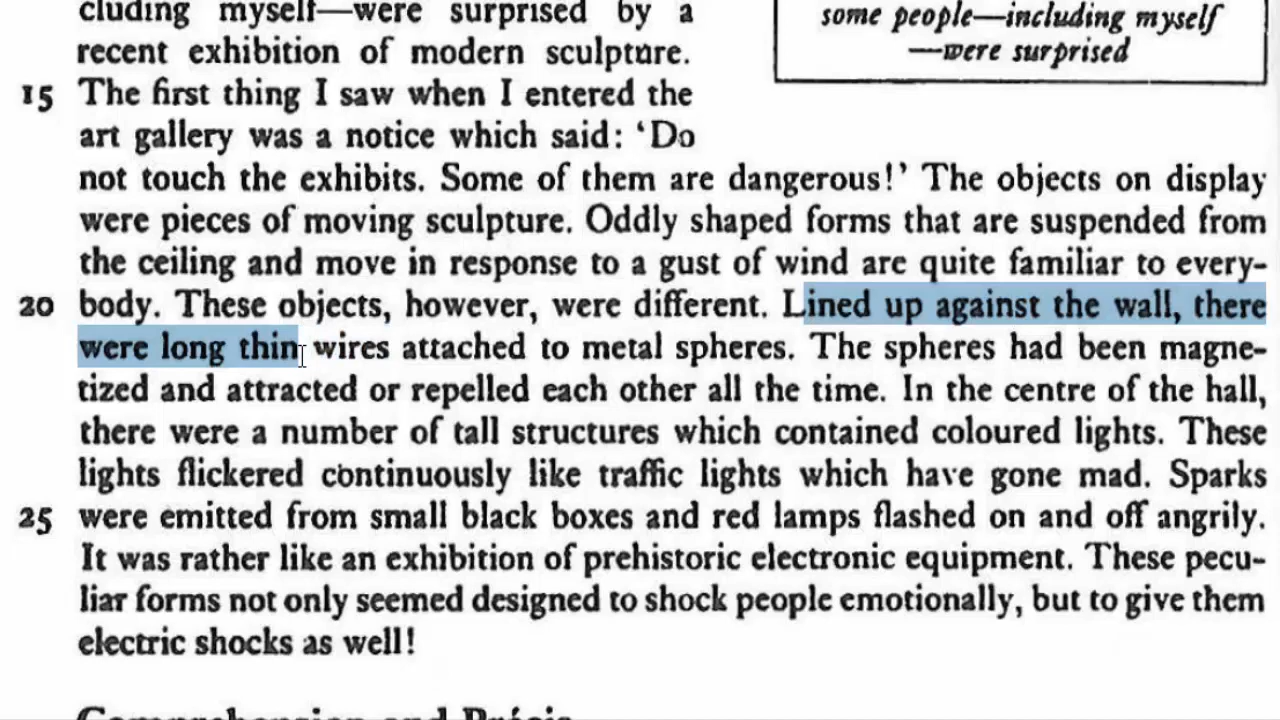 cluding myself—were surprised by a
recent exhibition of modern sculpture.
15 The first thing I saw when I entered the
art gallery was a notice which said: ‘Do
some people—including myself
—were surprised
not touch the exhibits. Some of them are dangerous!’ The objects on display
were pieces of moving sculpture. Oddly shaped forms that are suspended from
the ceiling and move in response to a gust of wind are quite familiar to every-
20 body. These objects, however, were different. Lined up against the wall, there
were long thin wires attached to metal spheres. The spheres had been magne-
tized and attracted or repelled each other all the time. In the centre of the hall,
there were a number of tall structures which contained coloured lights. These
lights flickered continuously like traffic lights which have gone mad. Sparks
25 were emitted from small black boxes and red lamps flashed on and off angrily.
It was rather like an exhibition of prehistoric electronic equipment. These pecu-
liar forms not only seemed designed to shock people emotionally, but to give them
electric shocks as well!
Comprehension and Précis